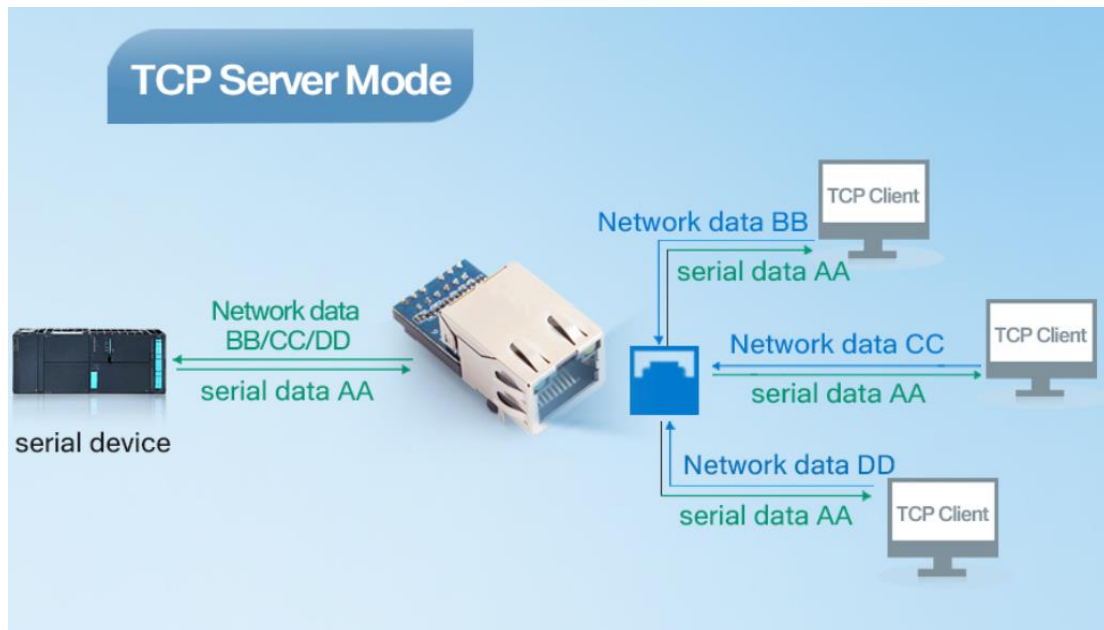 TCP Server Mode
TCP Client
Network data BB
serial data AA
Network data
BB/CC/DD
serial data AA
serial device
TCP Client
Network data CC
serial data AA
Network data DD
serial data AA
TCP Client